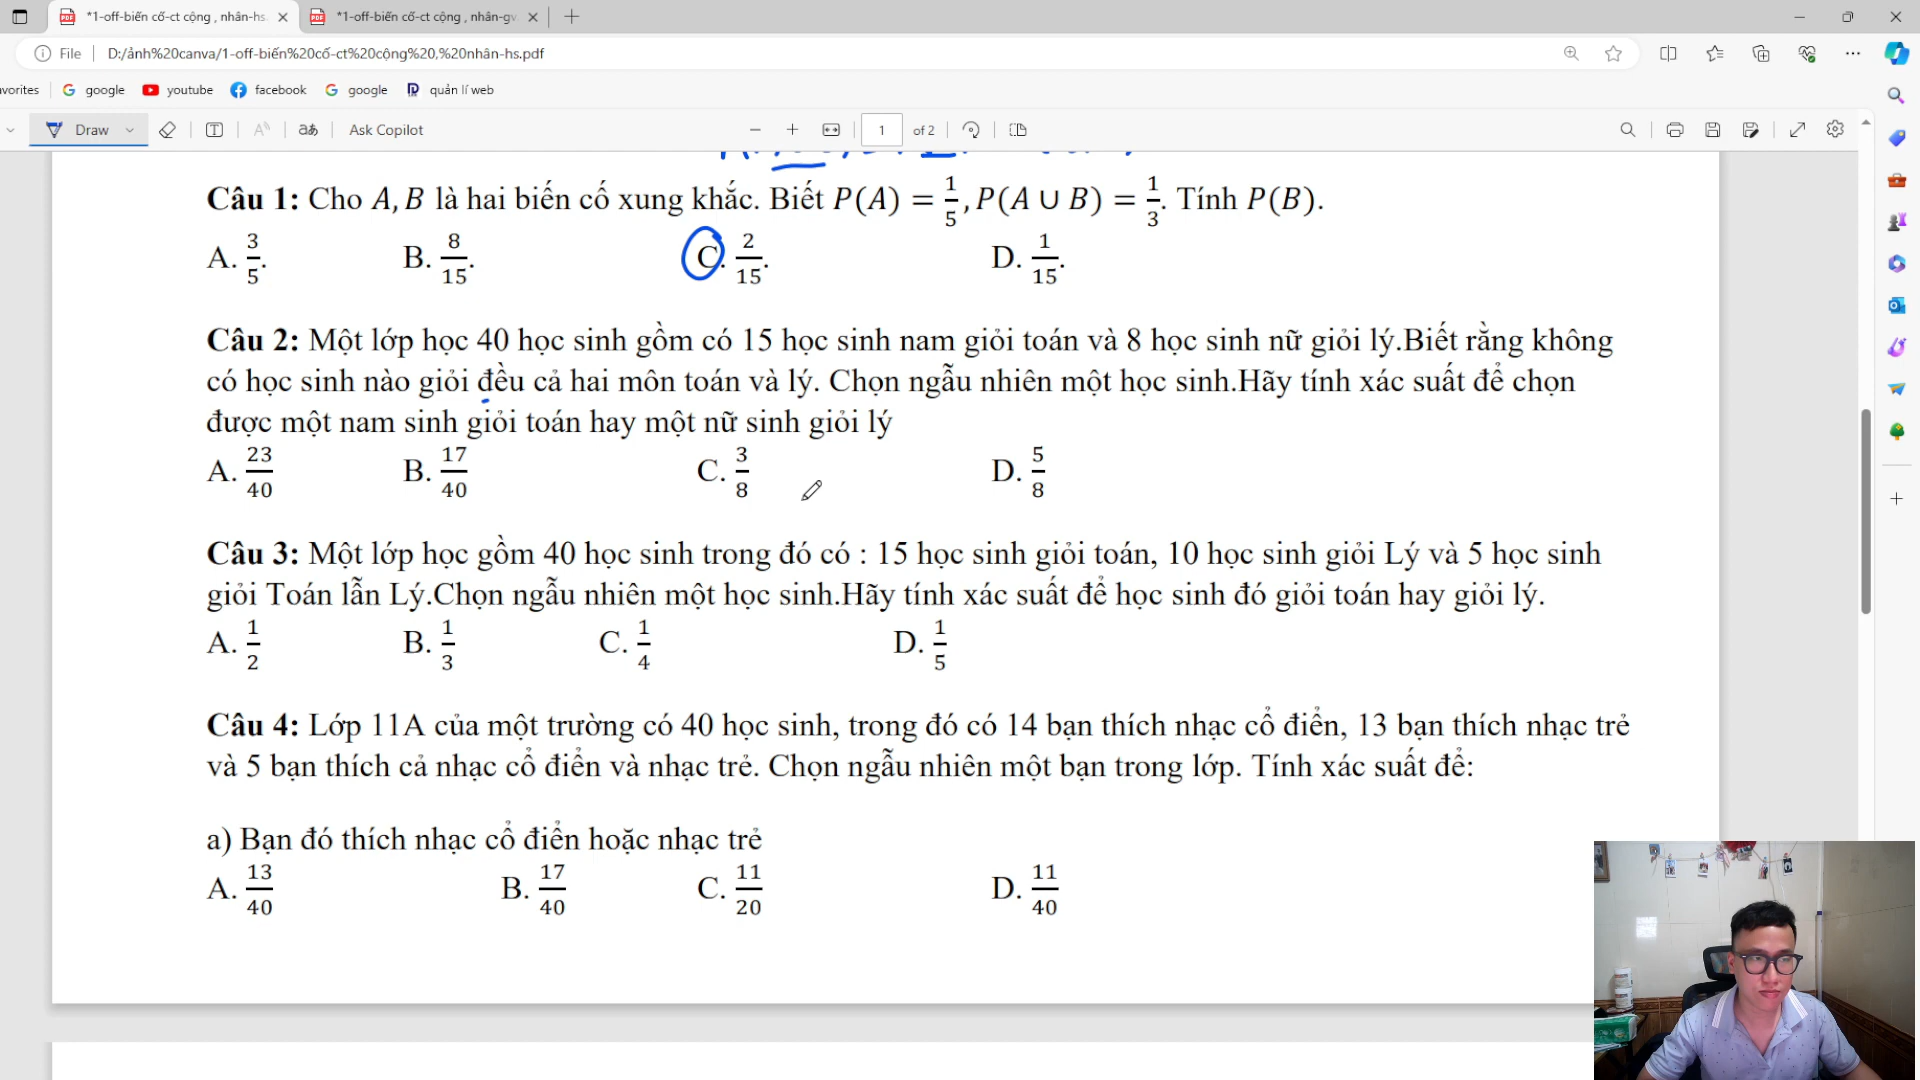 *1-off-biến cố-ct cộng , nhân-hs.
*1-off-biến cố-ct cộng , nhân-gv
File
D:/ảnh%20canva/1-off-biến%20cố-ct%20cộng%20,%20nhân-hs.pdf
avorites
google
youtube
facebook
google
quản lí web
Draw
aあ
Ask Copilot
1
of 2
Câu 1: Cho A, B là hai biến cố xung khắc. Biết P(A) = 1/5, P(A ∪ B) = 1/3. Tính P(B).
A. 3/5. B. 8/15. C. 2/15. D. 1/15.
Câu 2: Một lớp học 40 học sinh gồm có 15 học sinh nam giỏi toán và 8 học sinh nữ giỏi lý.Biết rằng không
có học sinh nào giỏi đều cả hai môn toán và lý. Chọn ngẫu nhiên một học sinh.Hãy tính xác suất để chọn
được một nam sinh giỏi toán hay một nữ sinh giỏi lý
A. 23/40 B. 17/40 C. 3/8 D. 5/8
Câu 3: Một lớp học gồm 40 học sinh trong đó có : 15 học sinh giỏi toán, 10 học sinh giỏi Lý và 5 học sinh
giỏi Toán lẫn Lý.Chọn ngẫu nhiên một học sinh.Hãy tính xác suất để học sinh đó giỏi toán hay giỏi lý.
A. 1/2 B. 1/3 C. 1/4 D. 1/5
Câu 4: Lớp 11A của một trường có 40 học sinh, trong đó có 14 bạn thích nhạc cổ điển, 13 bạn thích nhạc trẻ
và 5 bạn thích cả nhạc cổ điển và nhạc trẻ. Chọn ngẫu nhiên một bạn trong lớp. Tính xác suất để:
a) Bạn đó thích nhạc cổ điển hoặc nhạc trẻ
A. 13/40 B. 17/40 C. 11/20 D. 11/40